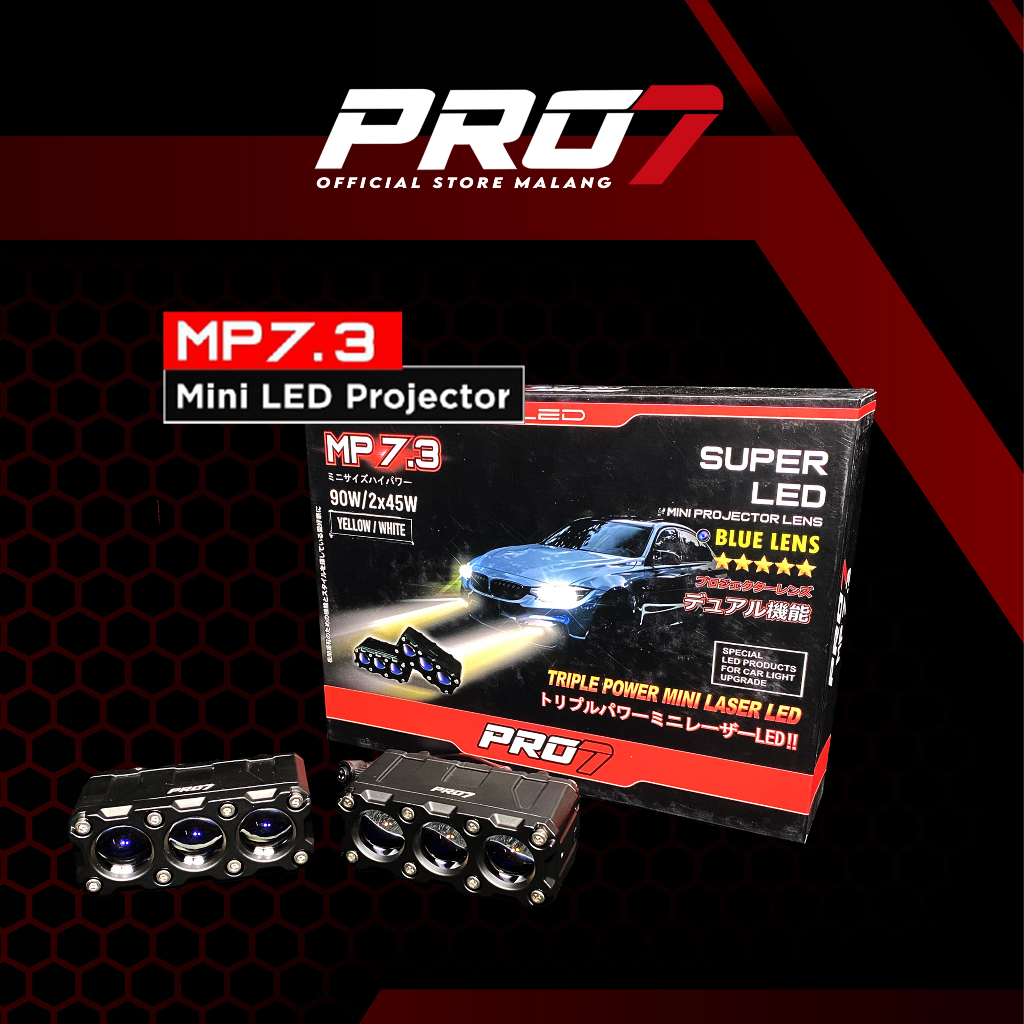 PRO7
OFFICIAL STORE MALANG
MP7.3
Mini LED Projector
LED
MP 7.3
ミニサイズハイパワー
90W/2x45W
YELLOW / WHITE
SUPER
LED
MINI PROJECTOR LENS
BLUE LENS
プロジェクターレンズ
デュアル機能
SPECIAL
LED PRODUCTS
FOR CAR LIGHT
UPGRADE
TRIPLE POWER MINI LASER LED
トリプルパワーミニレーザーLED!!
PRO7
PRO7
PRO7